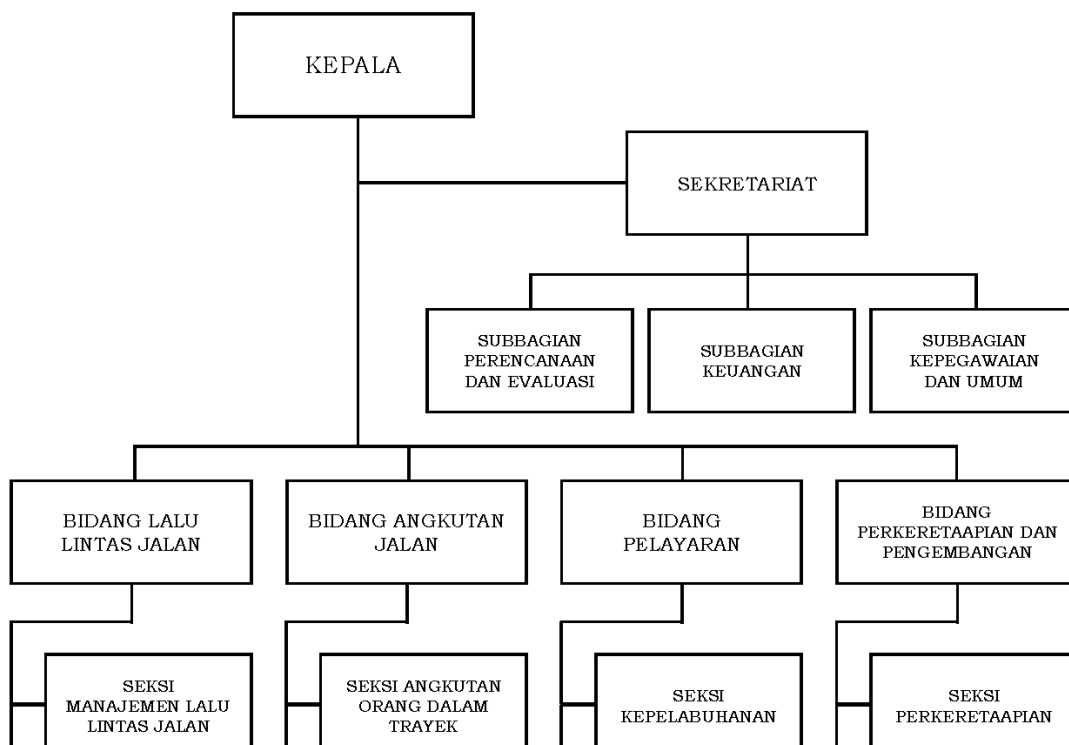 KEPALA
SEKRETARIAT
SUBBAGIAN
PERENCANAAN
DAN EVALUASI
SUBBAGIAN
KEUANGAN
SUBBAGIAN
KEPEGAWAIAN
DAN UMUM
BIDANG LALU
LINTAS JALAN
BIDANG ANGKUTAN
JALAN
BIDANG
PELAYARAN
BIDANG
PERKERETAAPIAN DAN
PENGEMBANGAN
SEKSI
MANAJEMEN LALU
LINTAS JALAN
SEKSI ANGKUTAN
ORANG DALAM
TRAYEK
SEKSI
KEPELABUHANAN
SEKSI
PERKERETAAPIAN